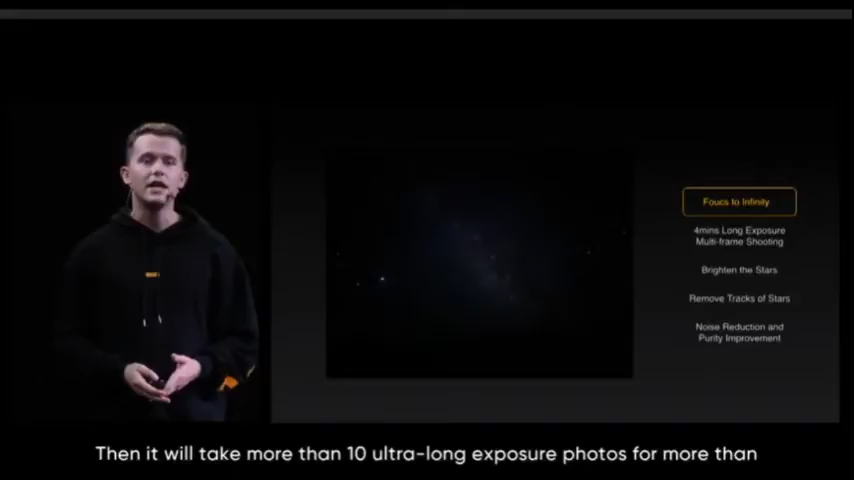 Foucs to Infinity
4mins Long Exposure
Multi-frame Shooting
Brighten the Stars
Remove Tracks of Stars
Noise Reduction and
Purity Improvement
Then it will take more than 10 ultra-long exposure photos for more than